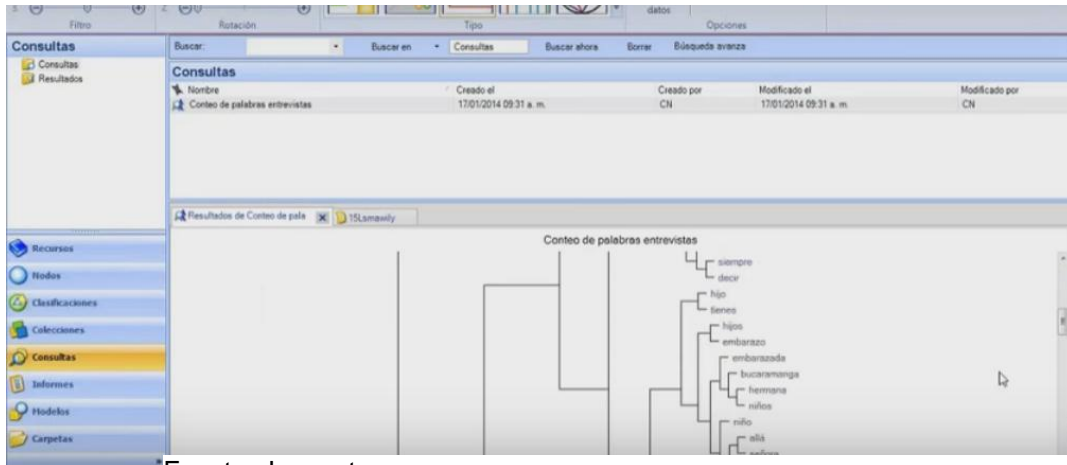 datos
Filtro
Rotación
Tipo
Opciones
Consultas
Consultas
Resultados
Buscar:
Buscar en
Consultas
Buscar ahora
Borrar
Búsqueda avanza
Consultas
Nombre
Creado el
Creado por
Modificado el
Modificado por
Conteo de palabras entrevistas
17/01/2014 09:31 a. m.
CN
17/01/2014 09:31 a. m.
CN
Resultados de Conteo de pala
15Lsmawily
Recursos
Nodos
Clasificaciones
Colecciones
Consultas
Informes
Modelos
Carpetas
Conteo de palabras entrevistas
siempre
decir
hijo
tienes
hijos
embarazo
embarazada
bucaramanga
hermana
niños
niño
allá
señora